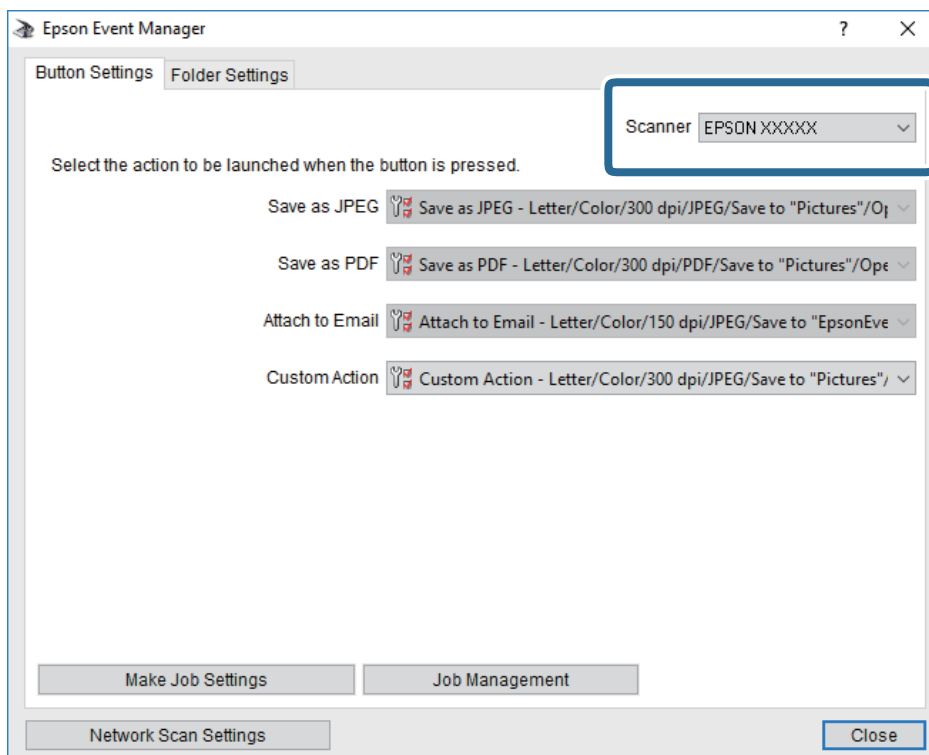 Epson Event Manager
Button Settings Folder Settings
Scanner EPSON XXXXX
Select the action to be launched when the button is pressed.
Save as JPEG Save as JPEG - Letter/Color/300 dpi/JPEG/Save to "Pictures"/Op
Save as PDF Save as PDF - Letter/Color/300 dpi/PDF/Save to "Pictures"/Ope
Attach to Email Attach to Email - Letter/Color/150 dpi/JPEG/Save to "EpsonEve
Custom Action Custom Action - Letter/Color/300 dpi/JPEG/Save to "Pictures"/
Make Job Settings Job Management
Network Scan Settings Close